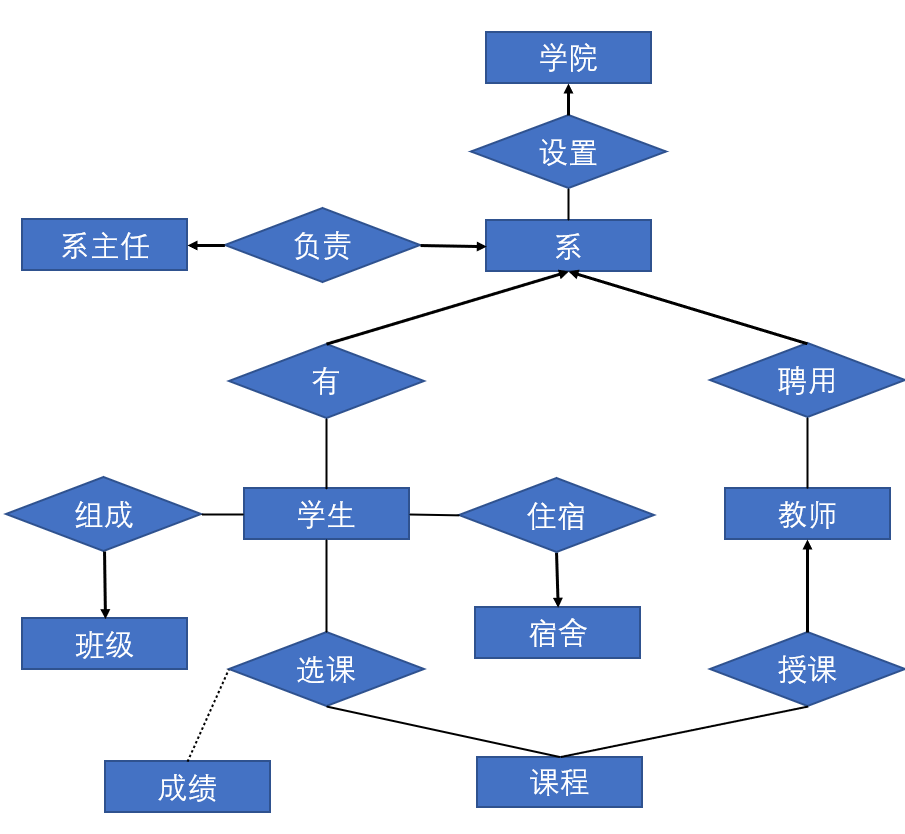 学院
设置
系主任
负责
系
有
聘用
组成
学生
住宿
教师
班级
宿舍
选课
授课
成绩
课程